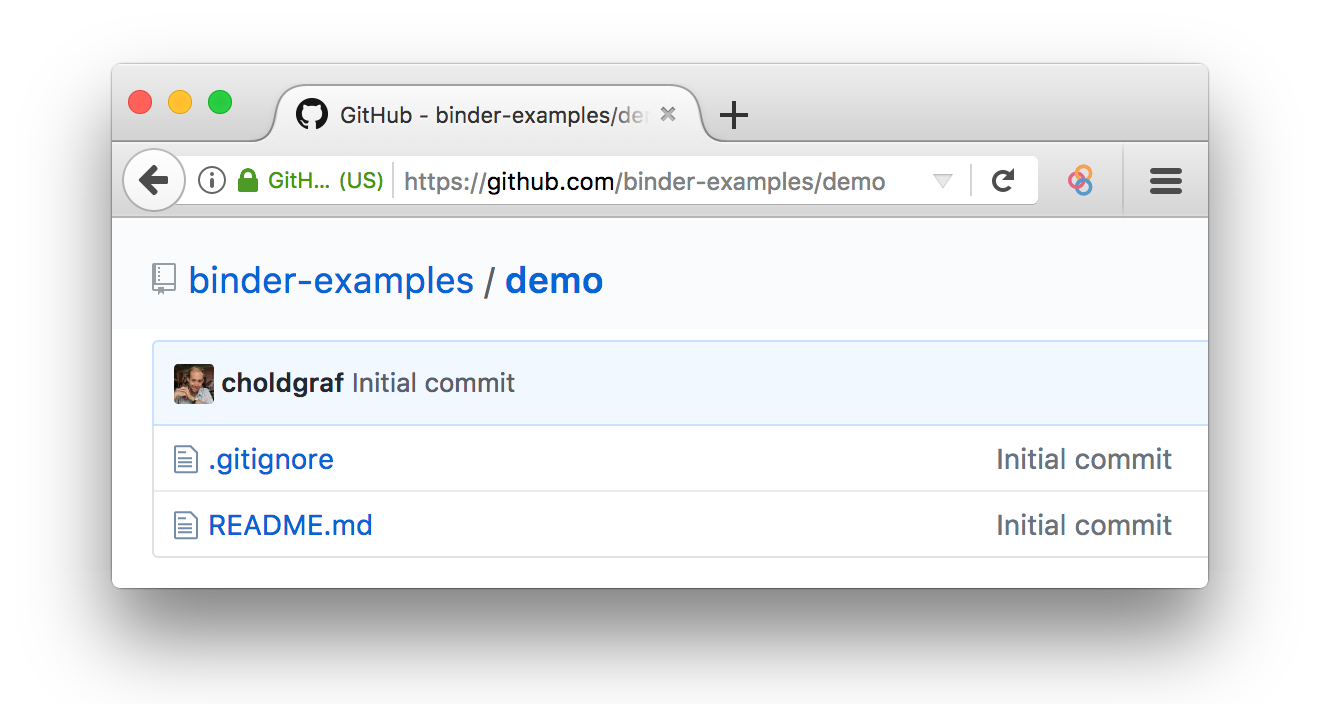 GitHub - binder-examples/de
GitH... (US) https://github.com/binder-examples/demo
binder-examples / demo
choldgraf Initial commit
.gitignore Initial commit
README.md Initial commit